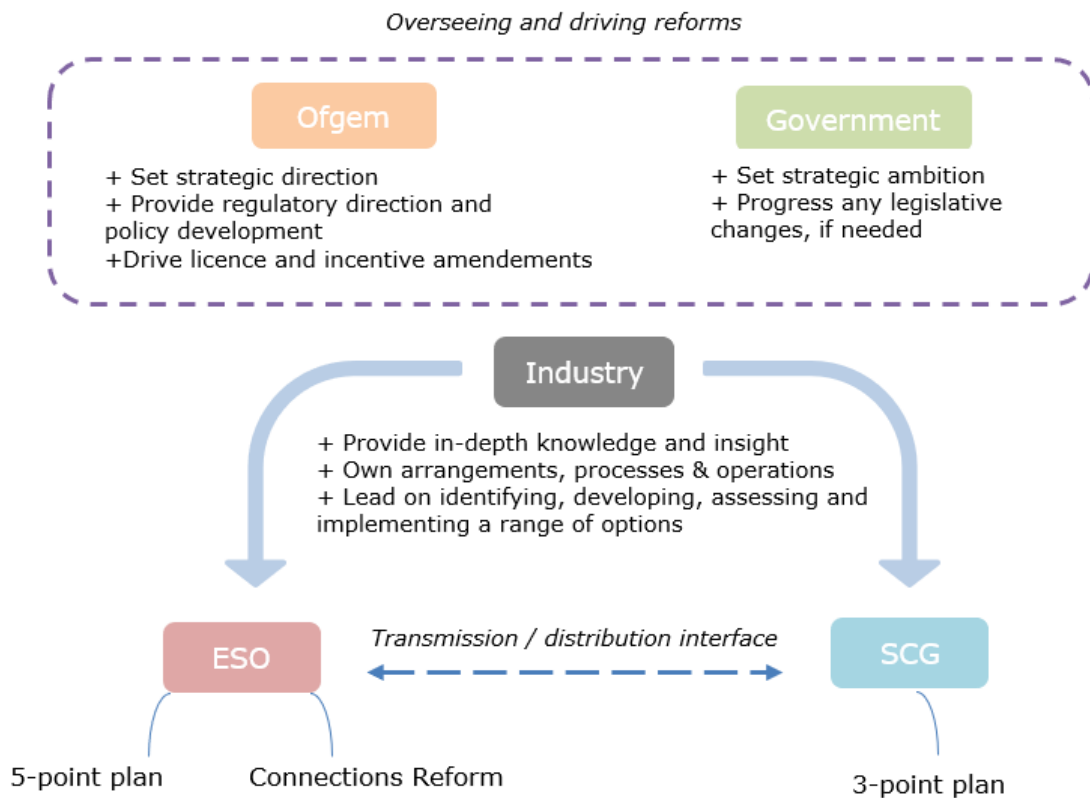 Overseeing and driving reforms
Ofgem
+ Set strategic direction
+ Provide regulatory direction and
policy development
+Drive licence and incentive amendements
Government
+ Set strategic ambition
+ Progress any legislative
changes, if needed
Industry
+ Provide in-depth knowledge and insight
+ Own arrangements, processes & operations
+ Lead on identifying, developing, assessing and
implementing a range of options
ESO
Transmission / distribution interface
SCG
5-point plan
Connections Reform
3-point plan